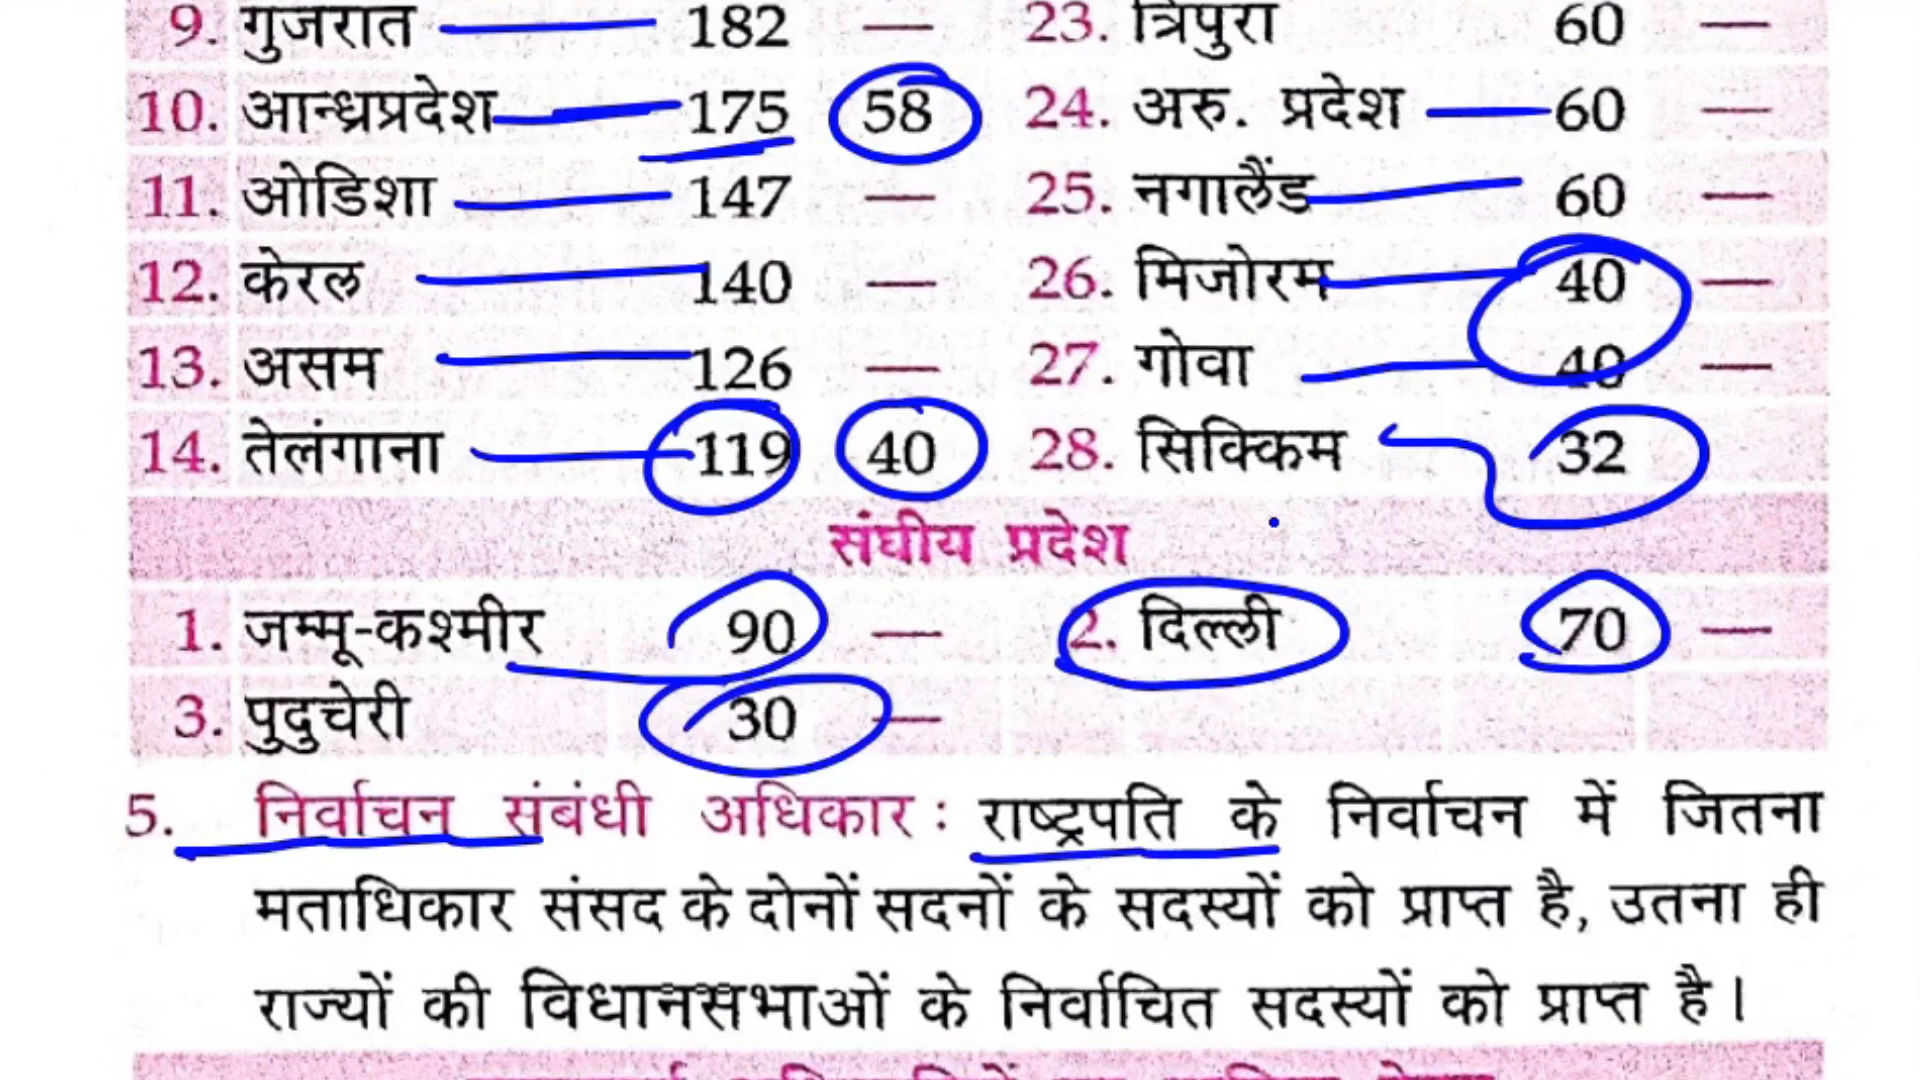 9. गुजरात 182 — 23. त्रिपुरा 60 —
10. आन्ध्रप्रदेश 175 58 24. अरु. प्रदेश 60 —
11. ओडिशा 147 — 25. नगालैंड 60 —
12. केरल 140 — 26. मिजोरम 40 —
13. असम 126 — 27. गोवा 40 —
14. तेलंगाना 119 40 28. सिक्किम 32
संघीय प्रदेश
1. जम्मू-कश्मीर 90 — 2. दिल्ली 70 —
3. पुदुचेरी 30 —
5. निर्वाचन संबंधी अधिकार : राष्ट्रपति के निर्वाचन में जितना
मताधिकार संसद के दोनों सदनों के सदस्यों को प्राप्त है, उतना ही
राज्यों की विधानसभाओं के निर्वाचित सदस्यों को प्राप्त है।